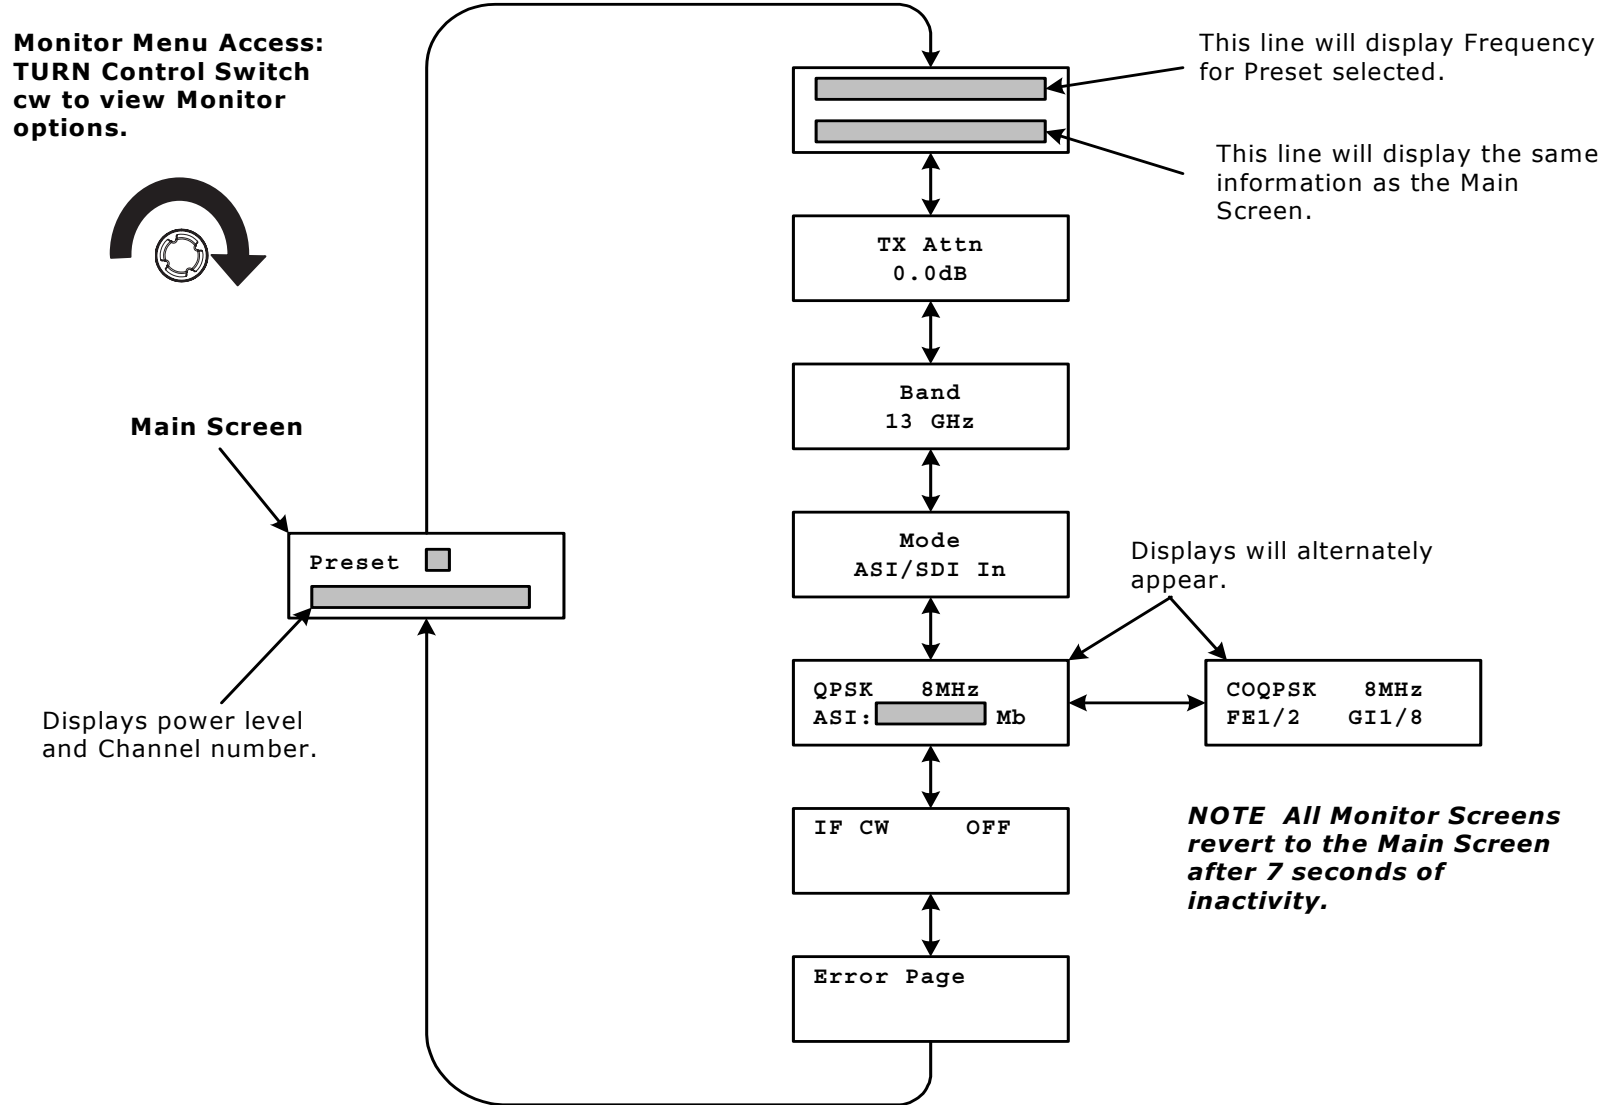 Monitor Menu Access:
TURN Control Switch
cw to view Monitor
options.
This line will display Frequency
for Preset selected.
This line will display the same
information as the Main
Screen.
TX Attn
0.0dB
Band
13 GHz
Main Screen
Preset
Displays power level
and Channel number.
Mode
ASI/SDI In
Displays will alternately
appear.
QPSK 8MHz
ASI: Mb
COQPSK 8MHz
FE1/2 GI1/8
IF CW OFF
NOTE All Monitor Screens
revert to the Main Screen
after 7 seconds of
inactivity.
Error Page